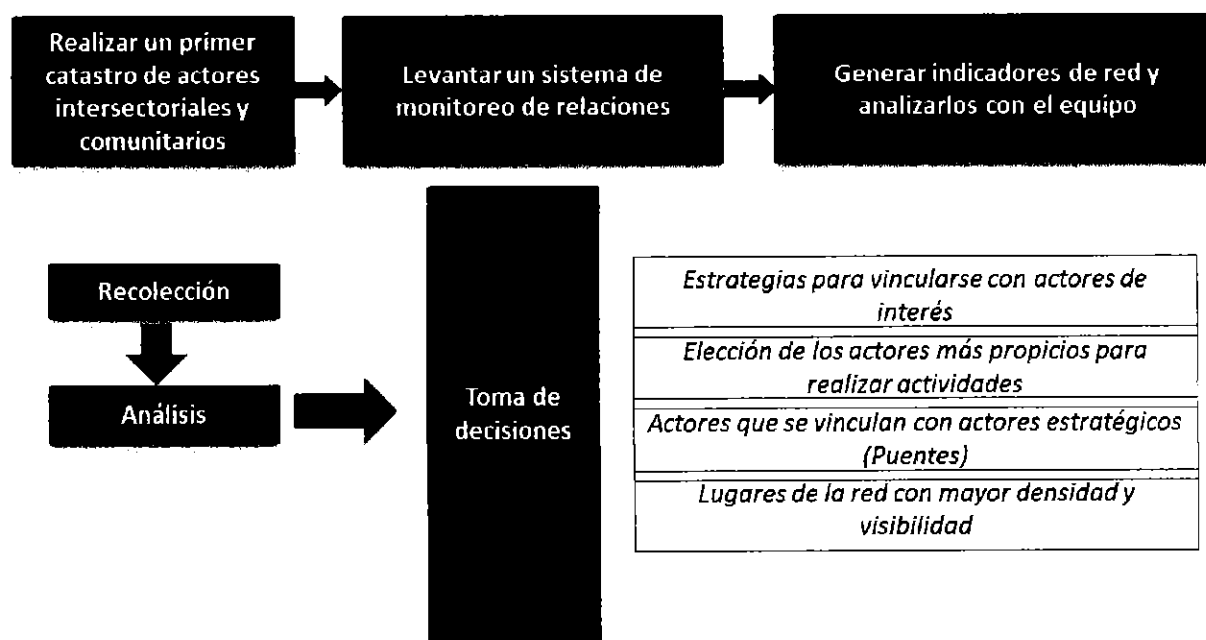 Realizar un primer
catastro de actores
intersectoriales y
comunitarios
Levantar un sistema de
monitoreo de relaciones
Generar indicadores de red y
analizarlos con el equipo
Recolección
Análisis
Toma de
decisiones
Estrategias para vincularse con actores de
interés
Elección de los actores más propicios para
realizar actividades
Actores que se vinculan con actores estratégicos
(Puentes)
Lugares de la red con mayor densidad y
visibilidad